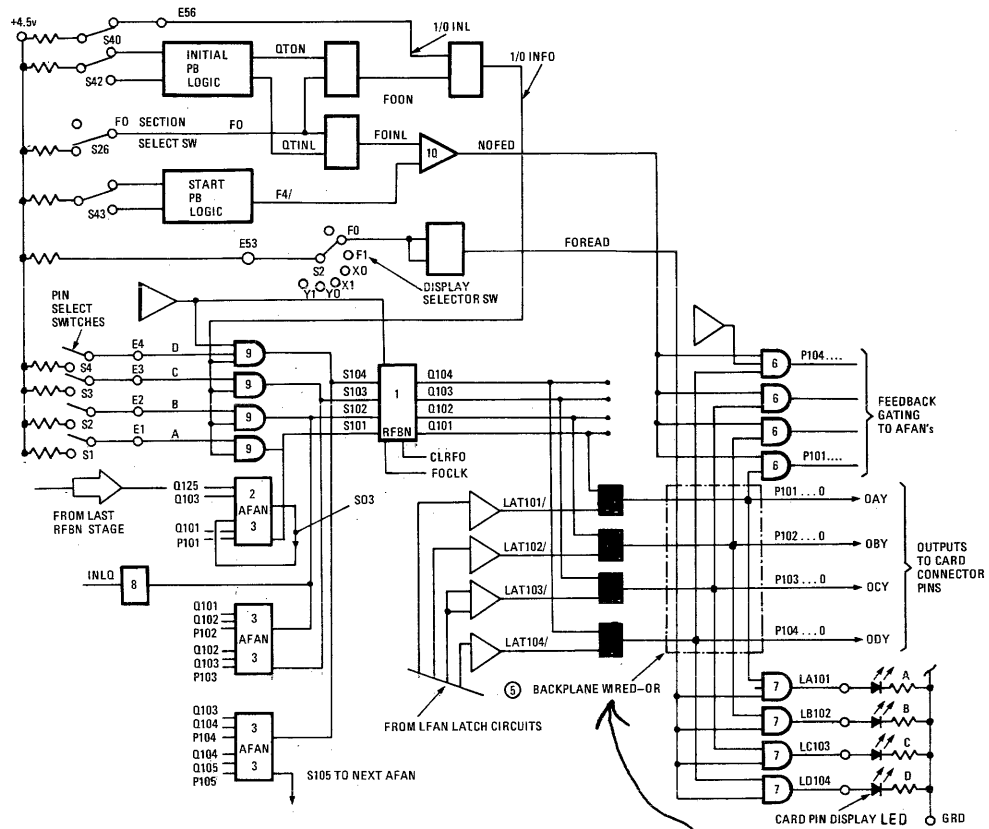 +4.5v
E56
S40
INITIAL
PB
LOGIC
S42
QTON
1/0 INL
1/0 INFO
FOON
FO SECTION
SELECT SW
S26
FO
QTINL
FOINL
10
NOFED
START
PB
LOGIC
S43
F4/
E53
S2
FO
F1
XO
X1
YO
Y1
DISPLAY
SELECTOR SW
FOREAD
PIN
SELECT
SWITCHES
E4
D
9
S4
E3
C
9
S3
E2
B
9
S2
E1
A
9
S1
S104
S103
S102
S101
1
RFBN
Q104
Q103
Q102
Q101
CLRFO
FOCLK
6
P104....
6
6
6
P101....
FEEDBACK
GATING
TO AFAN's
FROM LAST
RFBN STAGE
Q125
Q103
Q101
P101
2
AFAN
3
SO3
INLQ
8
Q101
Q102
P102
Q102
Q103
P103
3
AFAN
3
Q103
Q104
P104
Q104
Q105
P105
3
AFAN
3
S105 TO NEXT AFAN
LAT101/
LAT102/
LAT103/
LAT104/
FROM LFAN LATCH CIRCUITS
5 BACKPLANE WIRED-OR
P101...0
OAY
P102...0
OBY
P103...0
OCY
P104...0
ODY
OUTPUTS
TO CARD
CONNECTOR
PINS
7
LA101
A
7
LB102
B
7
LC103
C
7
LD104
D
CARD PIN DISPLAY LED
GRD